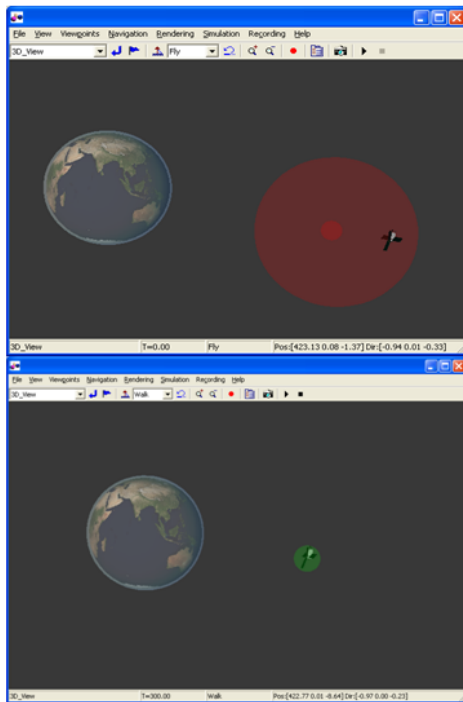 File View Viewpoints Navigation Rendering Simulation Recording Help
3D_View Fly
3D_View T=0.00 Fly Pos:[423.13 0.08 -1.37] Dir:[-0.94 0.01 -0.33]
File View Viewpoints Navigation Rendering Simulation Recording Help
3D_View Walk
3D_View T=300.00 Walk Pos:[422.77 0.01 -8.64] Dir:[-0.97 0.00 -0.23]